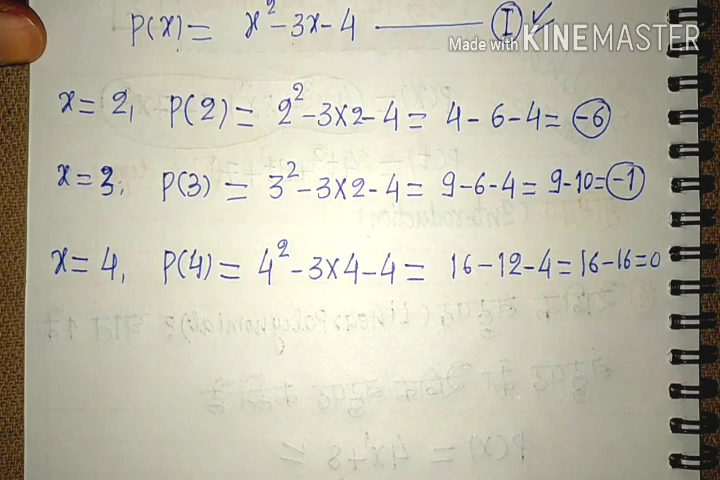 P(x) = x² - 3x - 4 ——— (I) ✓
Made with KINEMASTER
x = 2, P(2) = 2² - 3×2 - 4 = 4 - 6 - 4 = -6
x = 3, P(3) = 3² - 3×2 - 4 = 9 - 6 - 4 = 9 - 10 = -1
x = 4, P(4) = 4² - 3×4 - 4 = 16 - 12 - 4 = 16 - 16 = 0